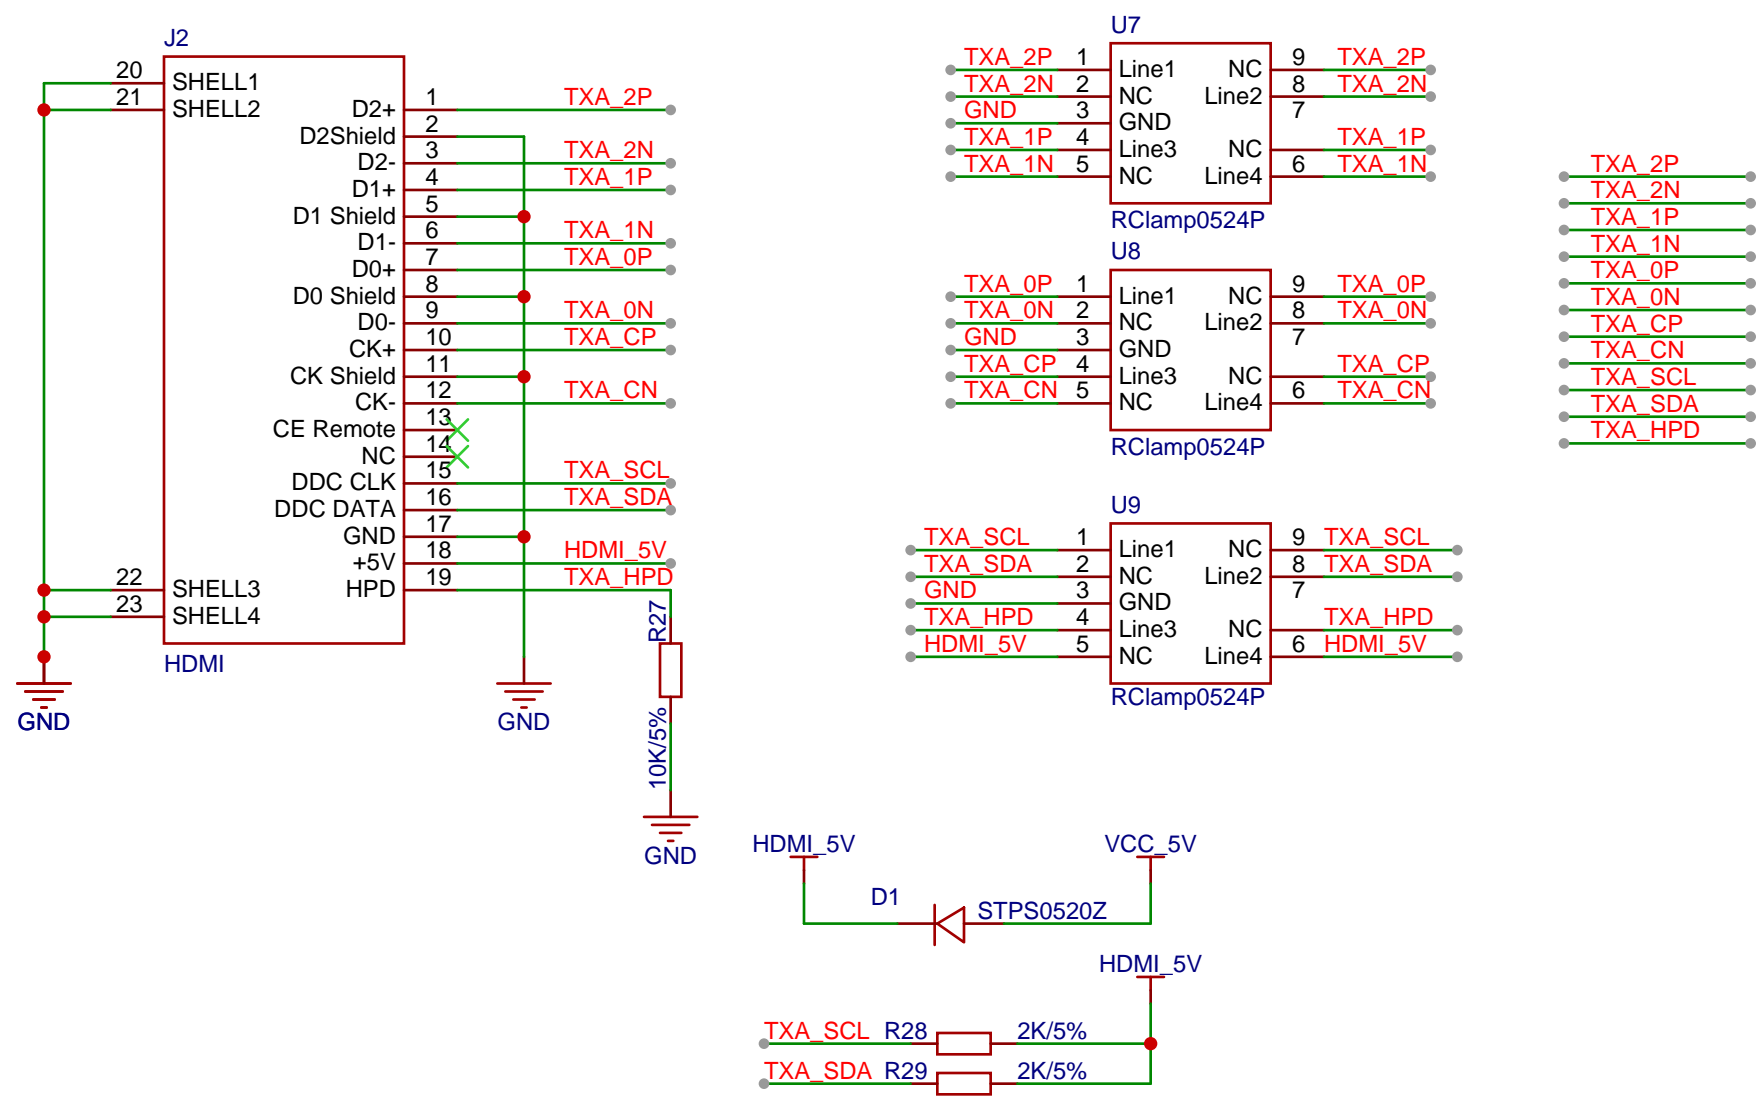 J2
20 SHELL1
21 SHELL2
D2+ 1 TXA_2P
D2Shield 2
D2- 3 TXA_2N
D1+ 4 TXA_1P
D1 Shield 5
D1- 6 TXA_1N
D0+ 7 TXA_0P
D0 Shield 8
D0- 9 TXA_0N
CK+ 10 TXA_CP
CK Shield 11
CK- 12 TXA_CN
CE Remote 13
NC 14
DDC CLK 15 TXA_SCL
DDC DATA 16 TXA_SDA
GND 17
+5V 18 HDMI_5V
22 SHELL3 HPD 19 TXA_HPD
23 SHELL4
HDMI
GND
GND
R27
10K/5%
GND
U7
TXA_2P 1 Line1 NC 9 TXA_2P
TXA_2N 2 NC Line2 8 TXA_2N
GND 3 GND 7
TXA_1P 4 Line3 NC TXA_1P
TXA_1N 5 NC Line4 6 TXA_1N
RClamp0524P
U8
TXA_0P 1 Line1 NC 9 TXA_0P
TXA_0N 2 NC Line2 8 TXA_0N
GND 3 GND 7
TXA_CP 4 Line3 NC TXA_CP
TXA_CN 5 NC Line4 6 TXA_CN
RClamp0524P
U9
TXA_SCL 1 Line1 NC 9 TXA_SCL
TXA_SDA 2 NC Line2 8 TXA_SDA
GND 3 GND 7
TXA_HPD 4 Line3 NC TXA_HPD
HDMI_5V 5 NC Line4 6 HDMI_5V
RClamp0524P
TXA_2P
TXA_2N
TXA_1P
TXA_1N
TXA_0P
TXA_0N
TXA_CP
TXA_CN
TXA_SCL
TXA_SDA
TXA_HPD
HDMI_5V VCC_5V
D1 STPS0520Z
HDMI_5V
TXA_SCL R28 2K/5%
TXA_SDA R29 2K/5%